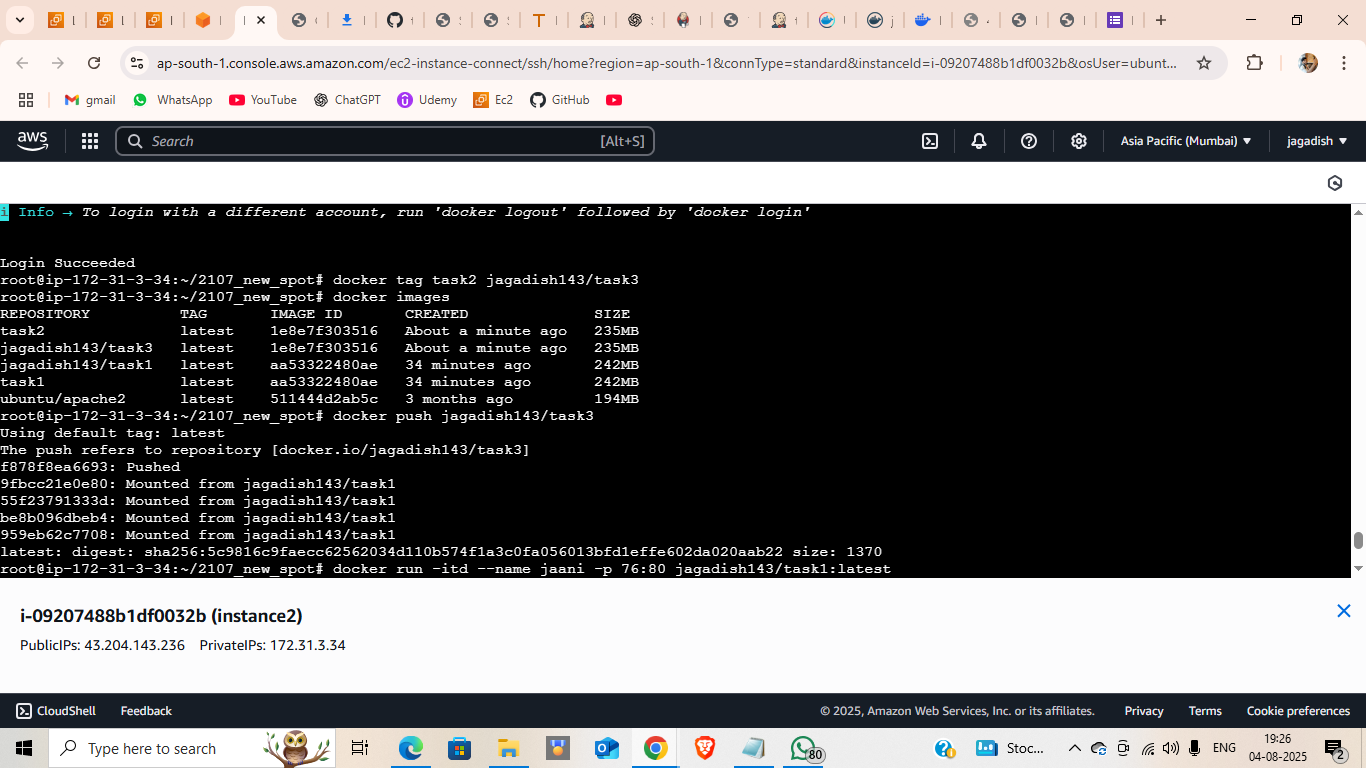 ap-south-1.console.aws.amazon.com/ec2-instance-connect/ssh/home?region=ap-south-1&connType=standard&instanceId=i-09207488b1df0032b&osUser=ubunt...
gmail WhatsApp YouTube ChatGPT Udemy Ec2 GitHub
aws Search [Alt+S] Asia Pacific (Mumbai) jagadish
i Info → To login with a different account, run 'docker logout' followed by 'docker login'
Login Succeeded
root@ip-172-31-3-34:~/2107_new_spot# docker tag task2 jagadish143/task3
root@ip-172-31-3-34:~/2107_new_spot# docker images
REPOSITORY TAG IMAGE ID CREATED SIZE
task2 latest 1e8e7f303516 About a minute ago 235MB
jagadish143/task3 latest 1e8e7f303516 About a minute ago 235MB
jagadish143/task1 latest aa53322480ae 34 minutes ago 242MB
task1 latest aa53322480ae 34 minutes ago 242MB
ubuntu/apache2 latest 511444d2ab5c 3 months ago 194MB
root@ip-172-31-3-34:~/2107_new_spot# docker push jagadish143/task3
Using default tag: latest
The push refers to repository [docker.io/jagadish143/task3]
f878f8ea6693: Pushed
9fbcc21e0e80: Mounted from jagadish143/task1
55f23791333d: Mounted from jagadish143/task1
be8b096dbeb4: Mounted from jagadish143/task1
959eb62c7708: Mounted from jagadish143/task1
latest: digest: sha256:5c9816c9faecc62562034d110b574f1a3c0fa056013bfd1effe602da020aab22 size: 1370
root@ip-172-31-3-34:~/2107_new_spot# docker run -itd --name jaani -p 76:80 jagadish143/task1:latest
i-09207488b1df0032b (instance2)
PublicIPs: 43.204.143.236 PrivateIPs: 172.31.3.34
CloudShell Feedback © 2025, Amazon Web Services, Inc. or its affiliates. Privacy Terms Cookie preferences
Type here to search 80 Stoc... ENG 19:26
04-08-2025 2